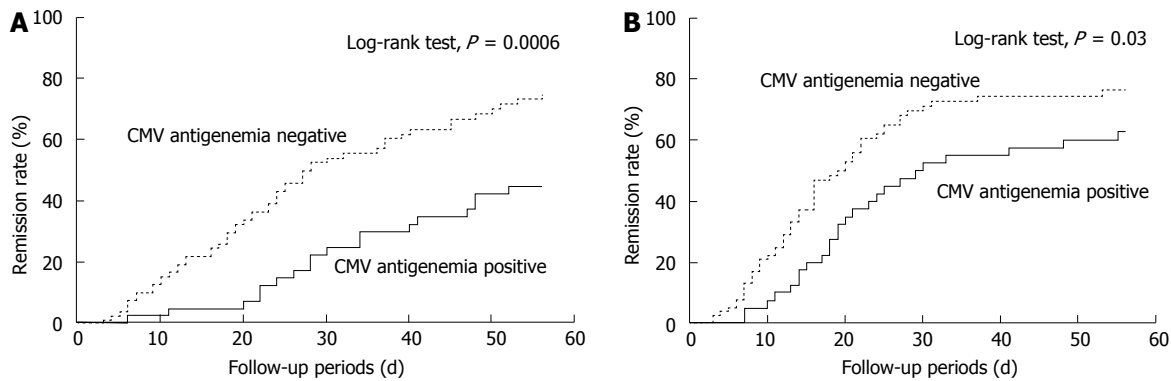 A
Log-rank test, P = 0.0006
CMV antigenemia negative
CMV antigenemia positive
Remission rate (%)
100
80
60
40
20
0
0 10 20 30 40 50 60
Follow-up periods (d)
B
Log-rank test, P = 0.03
CMV antigenemia negative
CMV antigenemia positive
Remission rate (%)
100
80
60
40
20
0
0 10 20 30 40 50 60
Follow-up periods (d)